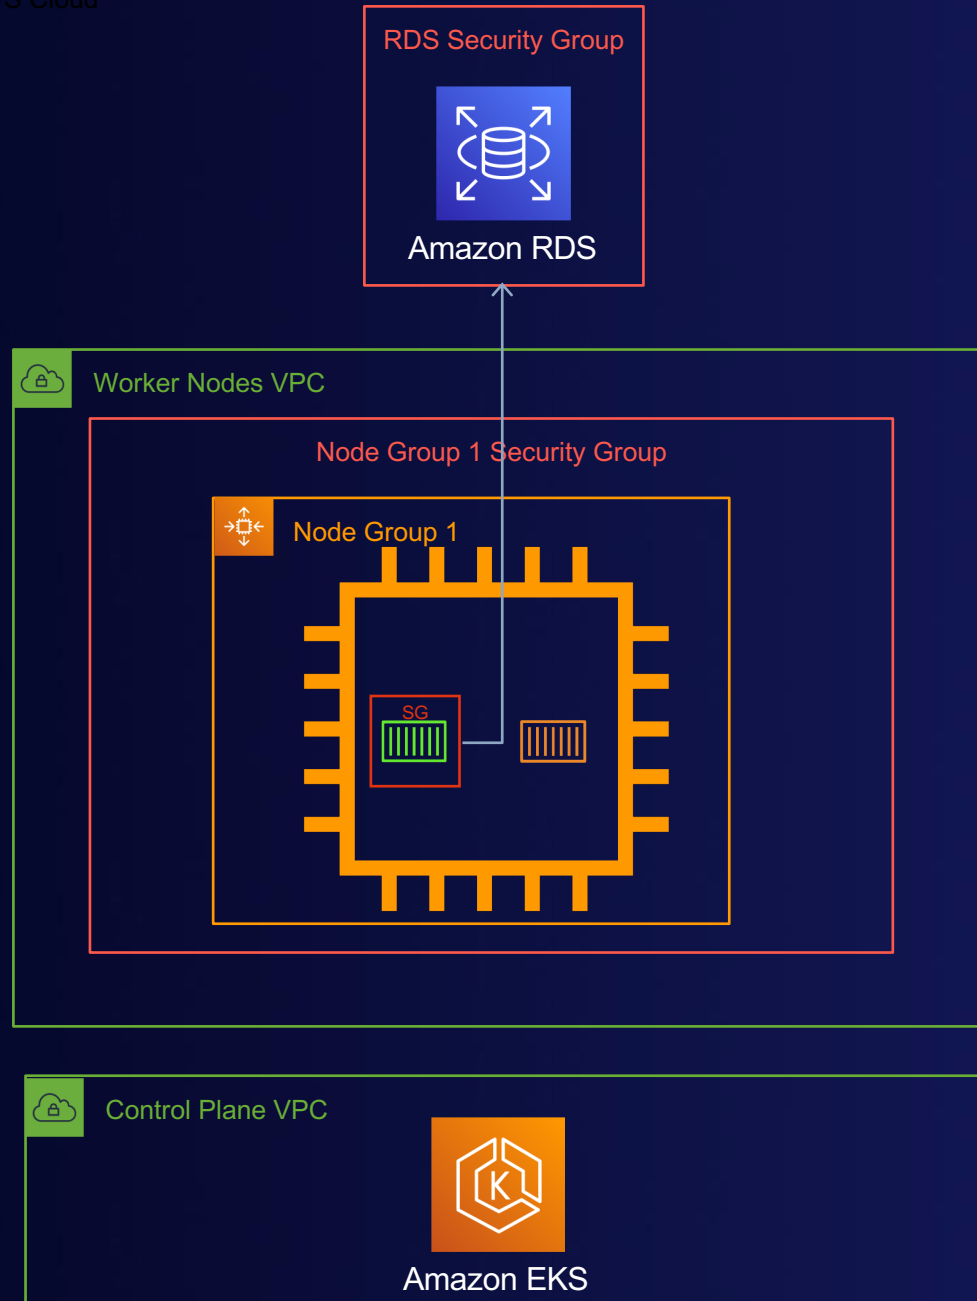 S Cloud
RDS Security Group
Amazon RDS
Worker Nodes VPC
Node Group 1 Security Group
Node Group 1
SG
Control Plane VPC
K
Amazon EKS